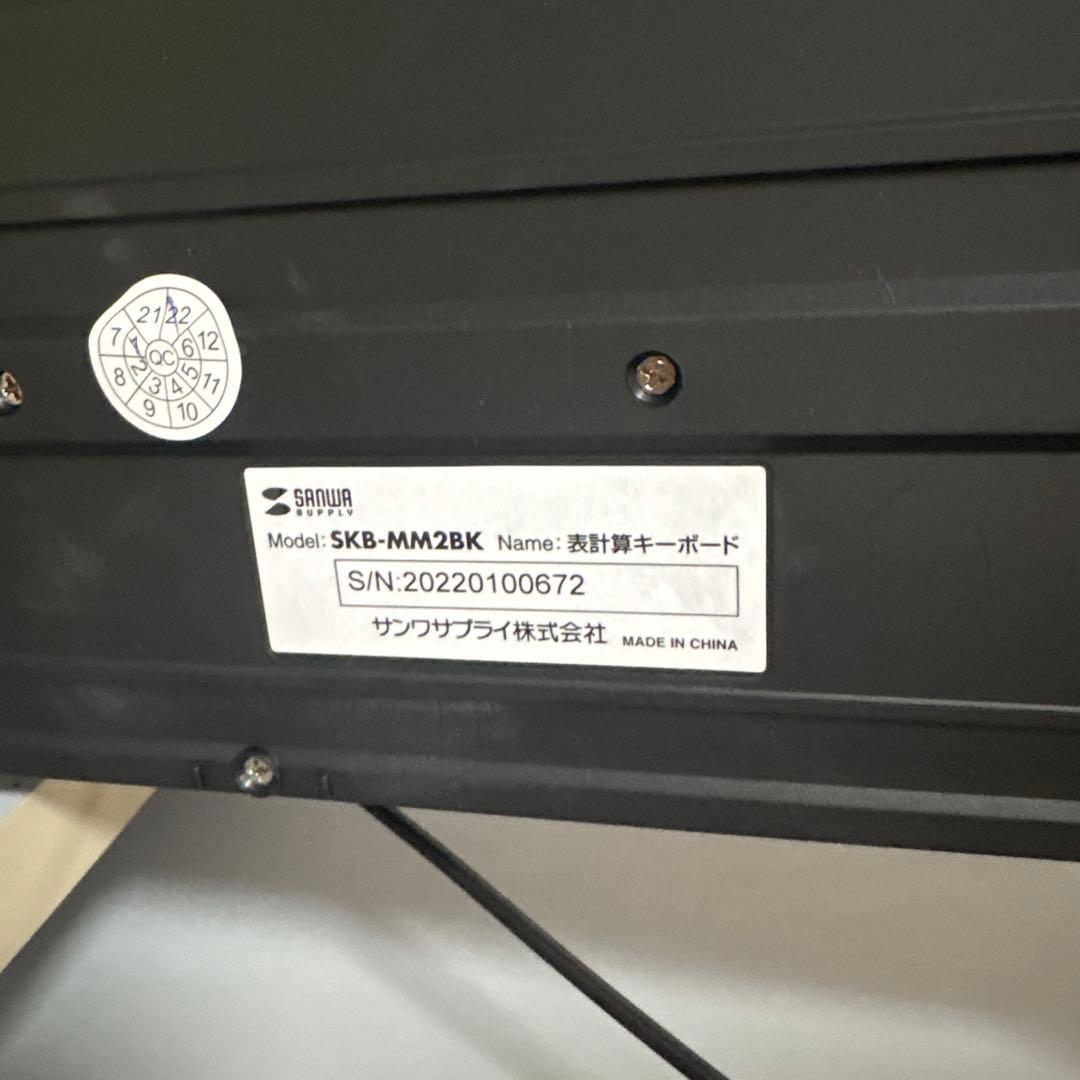 21 22
7 1 QC 6 12
8 2 3 4 5 11
9 10
SANWA
SUPPLY
Model: SKB-MM2BK Name: 表計算キーボード
S/N:20220100672
サンワサプライ株式会社 MADE IN CHINA